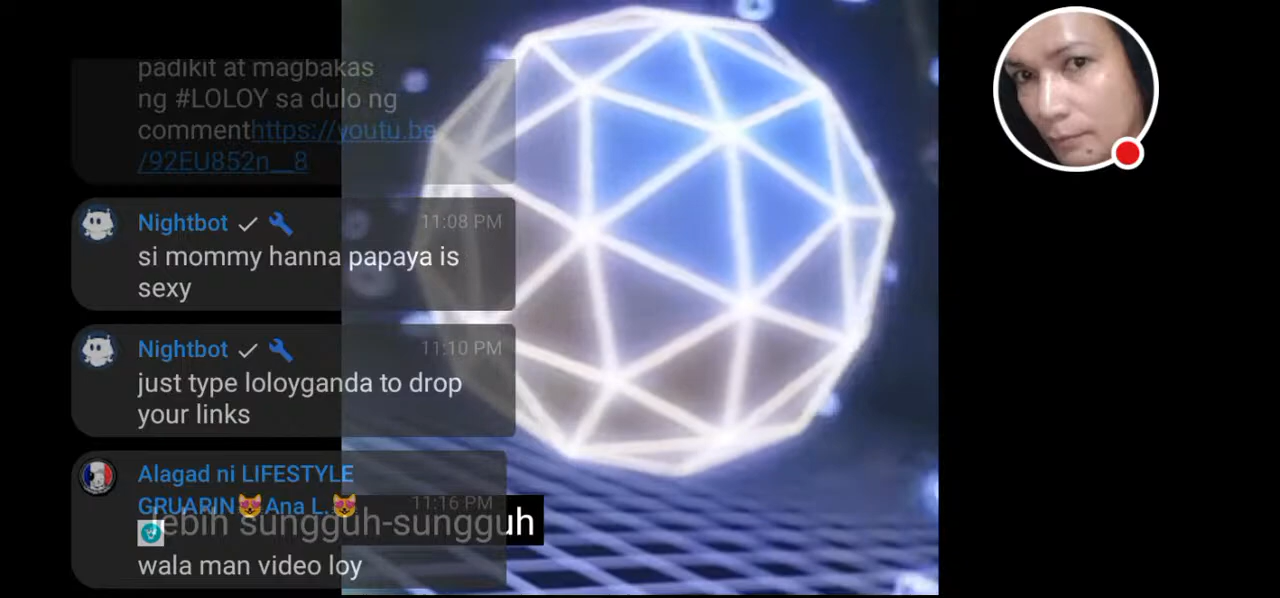 padikit at magbakas
ng #LOLOY sa dulo ng
commenthttps://youtu.be
/92EU852n__8
Nightbot 11:08 PM
si mommy hanna papaya is
sexy
Nightbot 11:10 PM
just type loloyganda to drop
your links
Alagad ni LIFESTYLE
GRUARIN😻Ana L.😻 11:16 PM
lebih sungguh-sungguh
wala man video loy